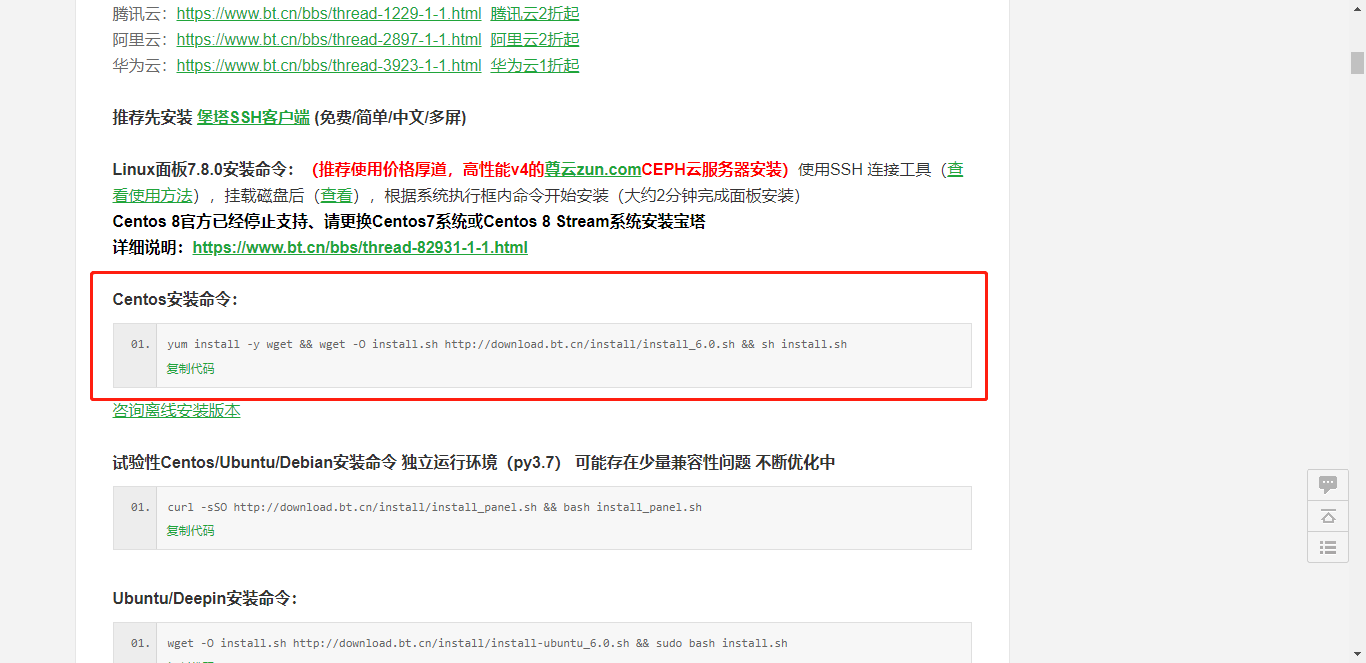 腾讯云：https://www.bt.cn/bbs/thread-1229-1-1.html 腾讯云2折起
阿里云：https://www.bt.cn/bbs/thread-2897-1-1.html 阿里云2折起
华为云：https://www.bt.cn/bbs/thread-3923-1-1.html 华为云1折起
推荐先安装 堡塔SSH客户端 (免费/简单/中文/多屏)
Linux面板7.8.0安装命令：（推荐使用价格厚道，高性能v4的尊云zun.comCEPH云服务器安装）使用SSH 连接工具（查
看使用方法），挂载磁盘后（查看），根据系统执行框内命令开始安装（大约2分钟完成面板安装）
Centos 8官方已经停止支持、请更换Centos7系统或Centos 8 Stream系统安装宝塔
详细说明：https://www.bt.cn/bbs/thread-82931-1-1.html
Centos安装命令：
01. yum install -y wget && wget -O install.sh http://download.bt.cn/install/install_6.0.sh && sh install.sh
复制代码
咨询离线安装版本
试验性Centos/Ubuntu/Debian安装命令 独立运行环境（py3.7） 可能存在少量兼容性问题 不断优化中
01. curl -sSO http://download.bt.cn/install/install_panel.sh && bash install_panel.sh
复制代码
Ubuntu/Deepin安装命令：
01. wget -O install.sh http://download.bt.cn/install/install-ubuntu_6.0.sh && sudo bash install.sh